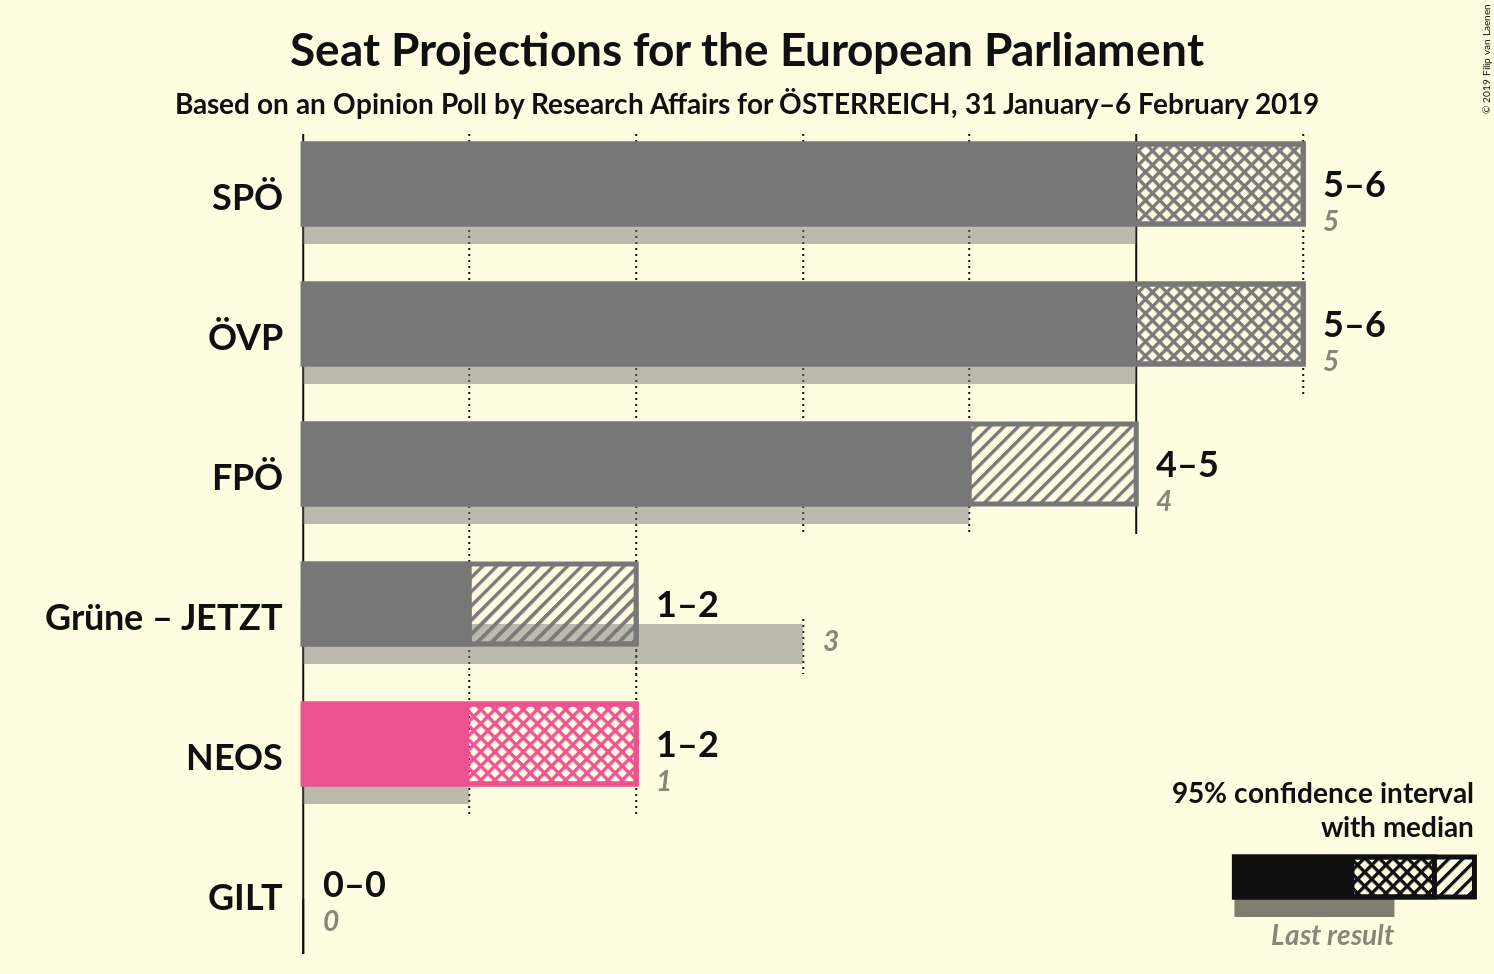 Seat Projections for the European Parliament
Based on an Opinion Poll by Research Affairs for ÖSTERREICH, 31 January–6 February 2019
© 2019 Filip van Laenen
SPÖ
5–6
5
ÖVP
5–6
5
FPÖ
4–5
4
Grüne – JETZT
1–2
3
NEOS
1–2
1
GILT
0–0
0
95% confidence interval
with median
Last result